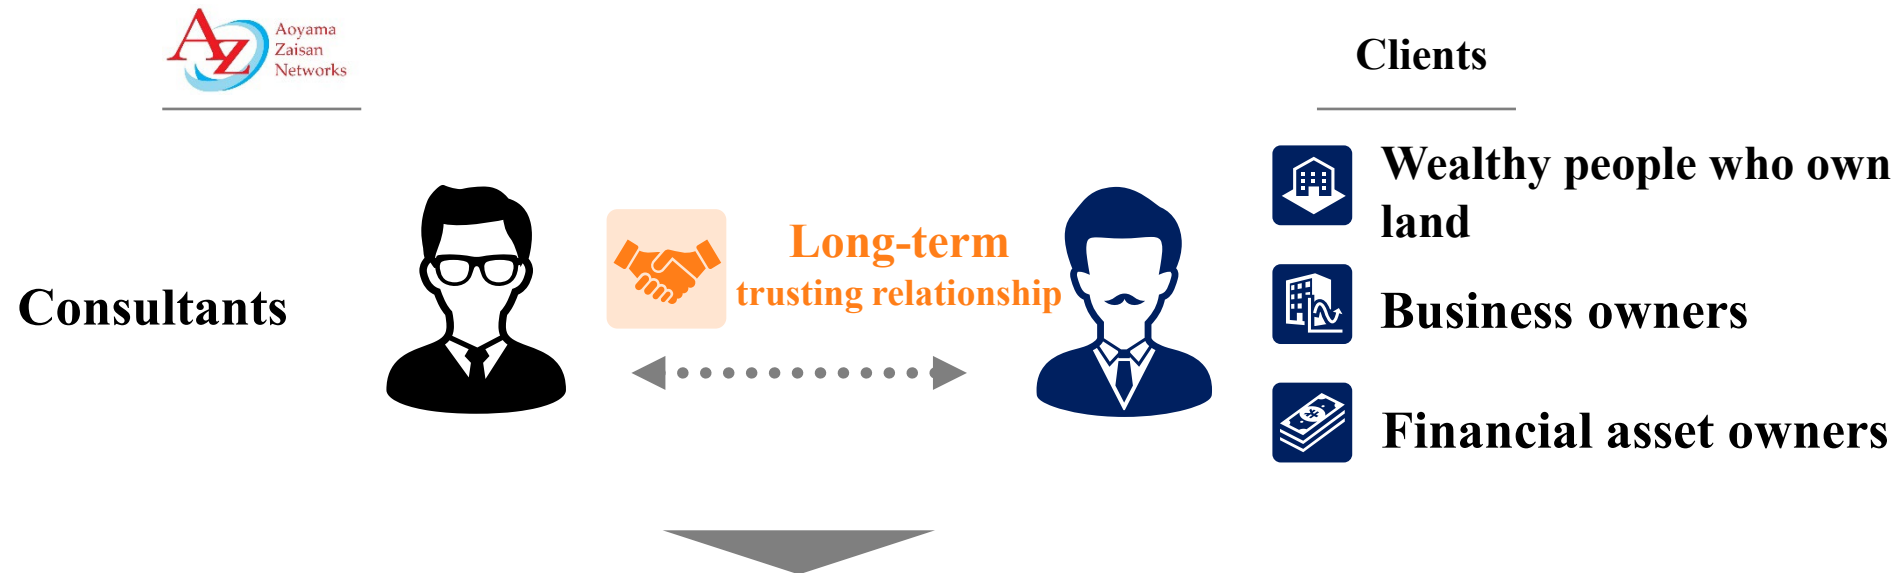 AZ
Aoyama
Zaisan
Networks
Clients
Consultants
Long-term
trusting relationship
Wealthy people who own
land
Business owners
Financial asset owners